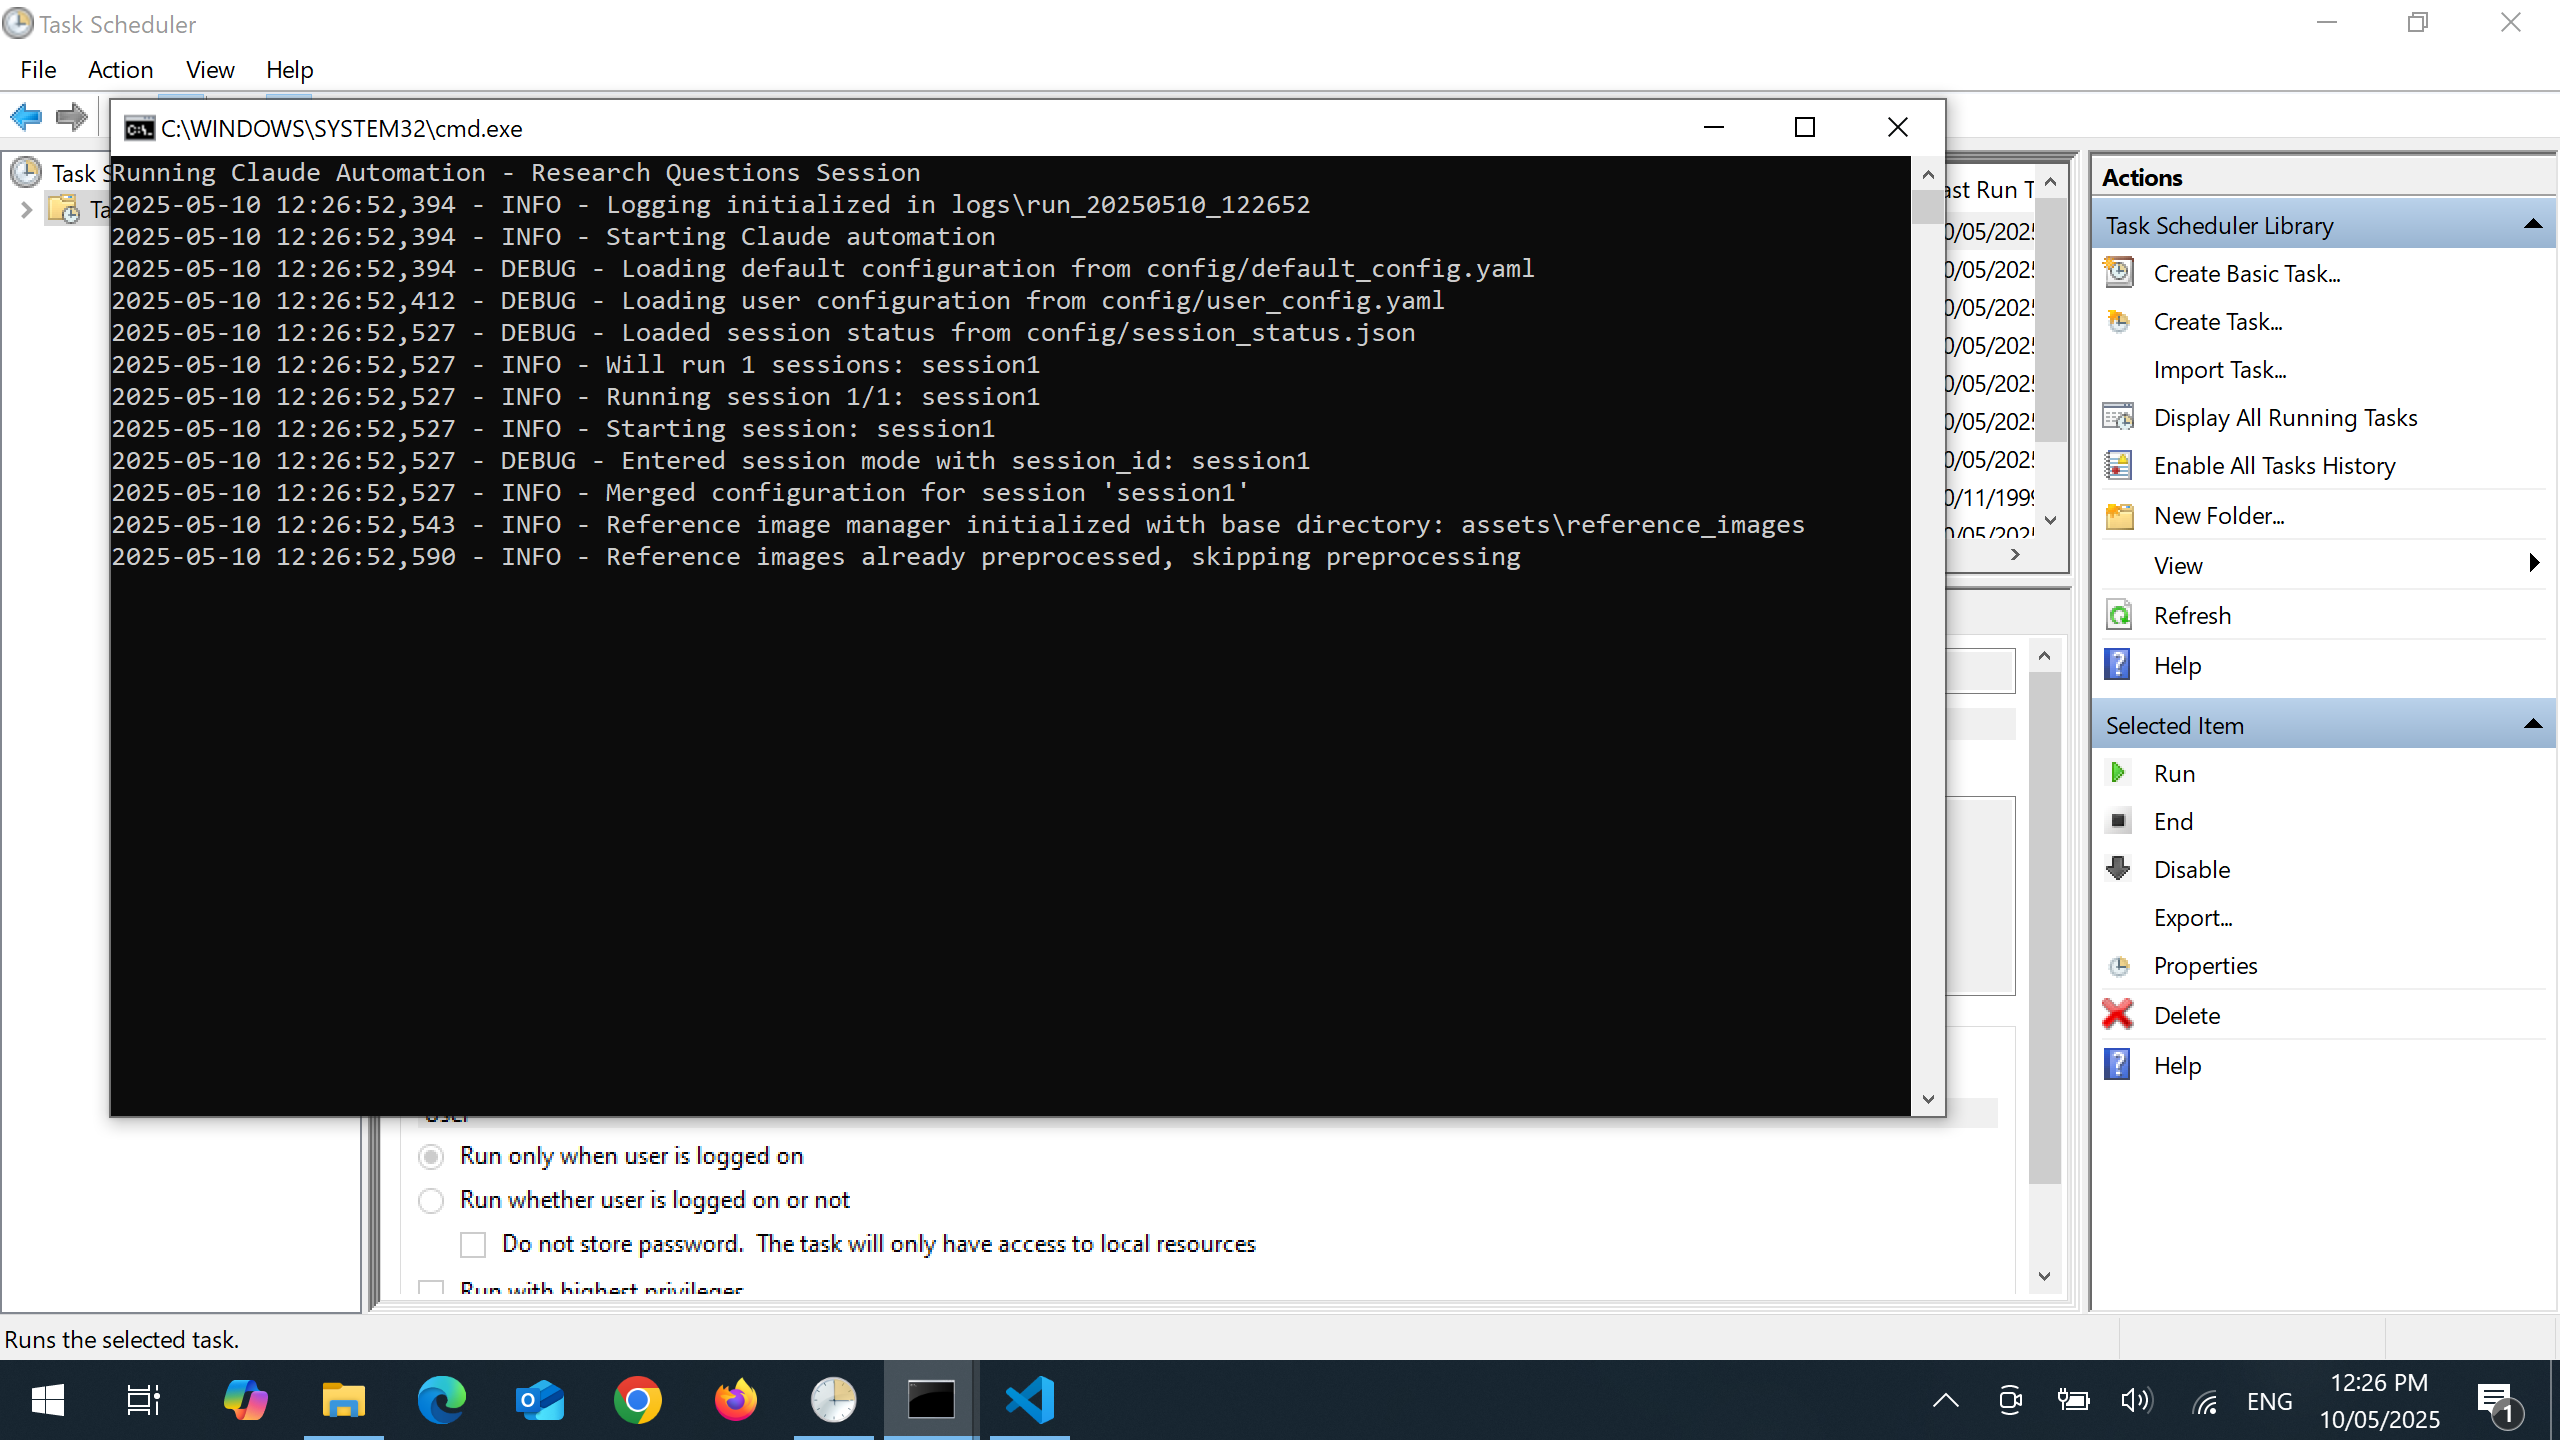 Task Scheduler
File Action View Help
C:\WINDOWS\SYSTEM32\cmd.exe
Running Claude Automation - Research Questions Session
2025-05-10 12:26:52,394 - INFO - Logging initialized in logs\run_20250510_122652
2025-05-10 12:26:52,394 - INFO - Starting Claude automation
2025-05-10 12:26:52,394 - DEBUG - Loading default configuration from config/default_config.yaml
2025-05-10 12:26:52,412 - DEBUG - Loading user configuration from config/user_config.yaml
2025-05-10 12:26:52,527 - DEBUG - Loaded session status from config/session_status.json
2025-05-10 12:26:52,527 - INFO - Will run 1 sessions: session1
2025-05-10 12:26:52,527 - INFO - Running session 1/1: session1
2025-05-10 12:26:52,527 - INFO - Starting session: session1
2025-05-10 12:26:52,527 - DEBUG - Entered session mode with session_id: session1
2025-05-10 12:26:52,527 - INFO - Merged configuration for session 'session1'
2025-05-10 12:26:52,543 - INFO - Reference image manager initialized with base directory: assets\reference_images
2025-05-10 12:26:52,590 - INFO - Reference images already preprocessed, skipping preprocessing
Task S
Ta
ast Run T
0/05/2025
0/05/2025
0/05/2025
0/05/2025
0/05/2025
0/05/2025
0/05/2025
0/11/1999
0/05/2025
User
Run only when user is logged on
Run whether user is logged on or not
Do not store password. The task will only have access to local resources
Run with highest privileges
Actions
Task Scheduler Library
Create Basic Task...
Create Task...
Import Task...
Display All Running Tasks
Enable All Tasks History
New Folder...
View
Refresh
Help
Selected Item
Run
End
Disable
Export...
Properties
Delete
Help
Runs the selected task.
ENG
12:26 PM
10/05/2025
1